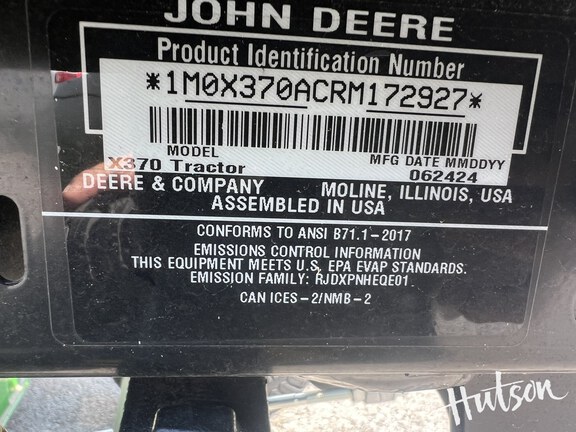 JOHN DEERE
Product Identification Number
*1M0X370ACRM172927*
MODEL
MFG DATE MMDDYY
X370 Tractor
062424
DEERE & COMPANY MOLINE, ILLINOIS, USA
ASSEMBLED IN USA
CONFORMS TO ANSI B71.1-2017
EMISSIONS CONTROL INFORMATION
THIS EQUIPMENT MEETS U.S. EPA EVAP STANDARDS.
EMISSION FAMILY: RJDXPNHEQE01
CAN ICES-2/NMB-2
Hutson